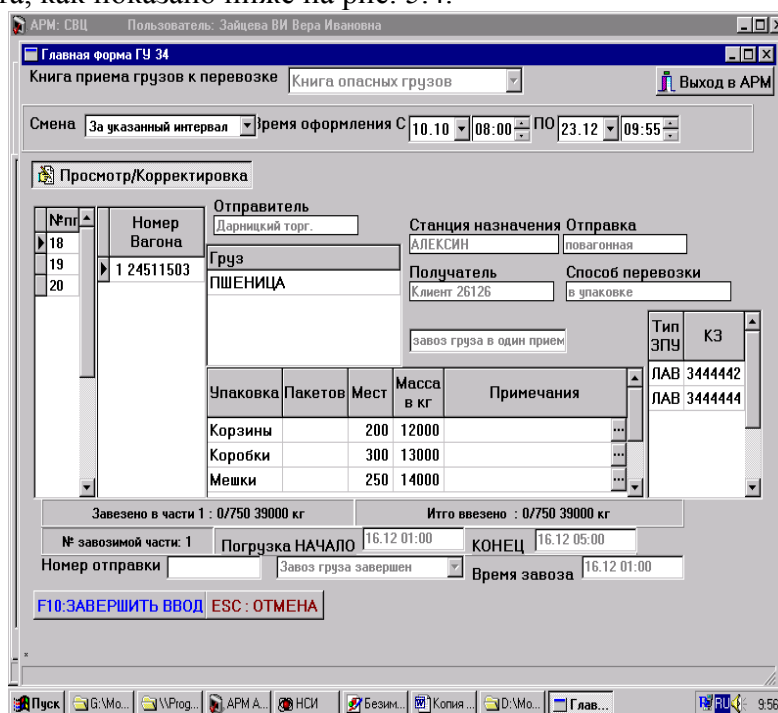 та, как показано ниже на рис. 5.4.
АРМ: СВЦ Пользователь: Зайцева ВИ Вера Ивановна
Главная форма ГУ 34
Книга приема грузов к перевозке Книга опасных грузов Выход в АРМ
Смена За указанный интервал Время оформления С 10.10 08:00 ПО 23.12 09:55
Просмотр/Корректировка
№пг
18
19
20
Номер Вагона
1 24511503
Отправитель
Дарницкий торг.
Груз
ПШЕНИЦА
Станция назначения Отправка
АЛЕКСИН повагонная
Получатель Способ перевозки
Клиент 26126 в упаковке
завоз груза в один прием
Тип ЗПУ КЗ
ЛАВ 3444442
ЛАВ 3444444
Упаковка Пакетов Мест Масса в кг Примечания
Корзины 200 12000 ...
Коробки 300 13000 ...
Мешки 250 14000 ...
Завезено в части 1 : 0/750 39000 кг Итго ввезено : 0/750 39000 кг
№ завозимой части: 1 Погрузка НАЧАЛО 16.12 01:00 КОНЕЦ 16.12 05:00
Номер отправки Завоз груза завершен Время завоза 16.12 01:00
F10:ЗАВЕРШИТЬ ВВОД ESC : ОТМЕНА
*
Пуск G:\Мо... \\Prog... АРМ А... НСИ Безим... Копия ... D:\Мо... Глав... RU 9:56